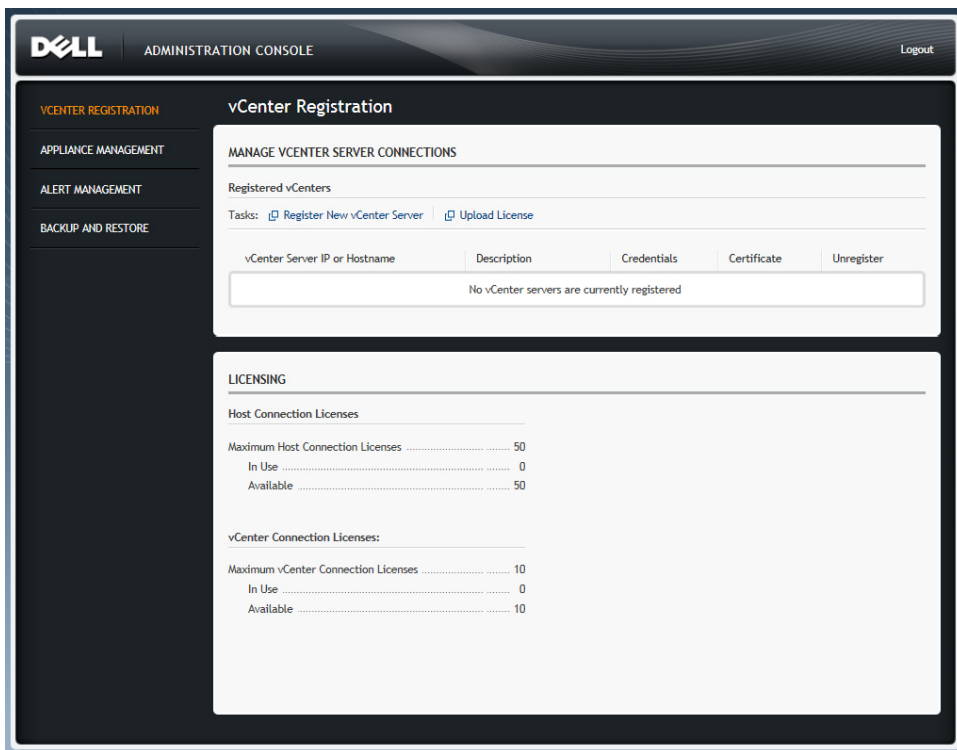 DELL ADMINISTRATION CONSOLE Logout
VCENTER REGISTRATION
APPLIANCE MANAGEMENT
ALERT MANAGEMENT
BACKUP AND RESTORE
vCenter Registration
MANAGE VCENTER SERVER CONNECTIONS
Registered vCenters
Tasks: Register New vCenter Server Upload License
vCenter Server IP or Hostname Description Credentials Certificate Unregister
No vCenter servers are currently registered
LICENSING
Host Connection Licenses
Maximum Host Connection Licenses ........................ ....... 50
In Use ........................................................ ....... 0
Available ..................................................... ....... 50
vCenter Connection Licenses:
Maximum vCenter Connection Licenses .................... ....... 10
In Use ........................................................ ....... 0
Available ..................................................... ....... 10